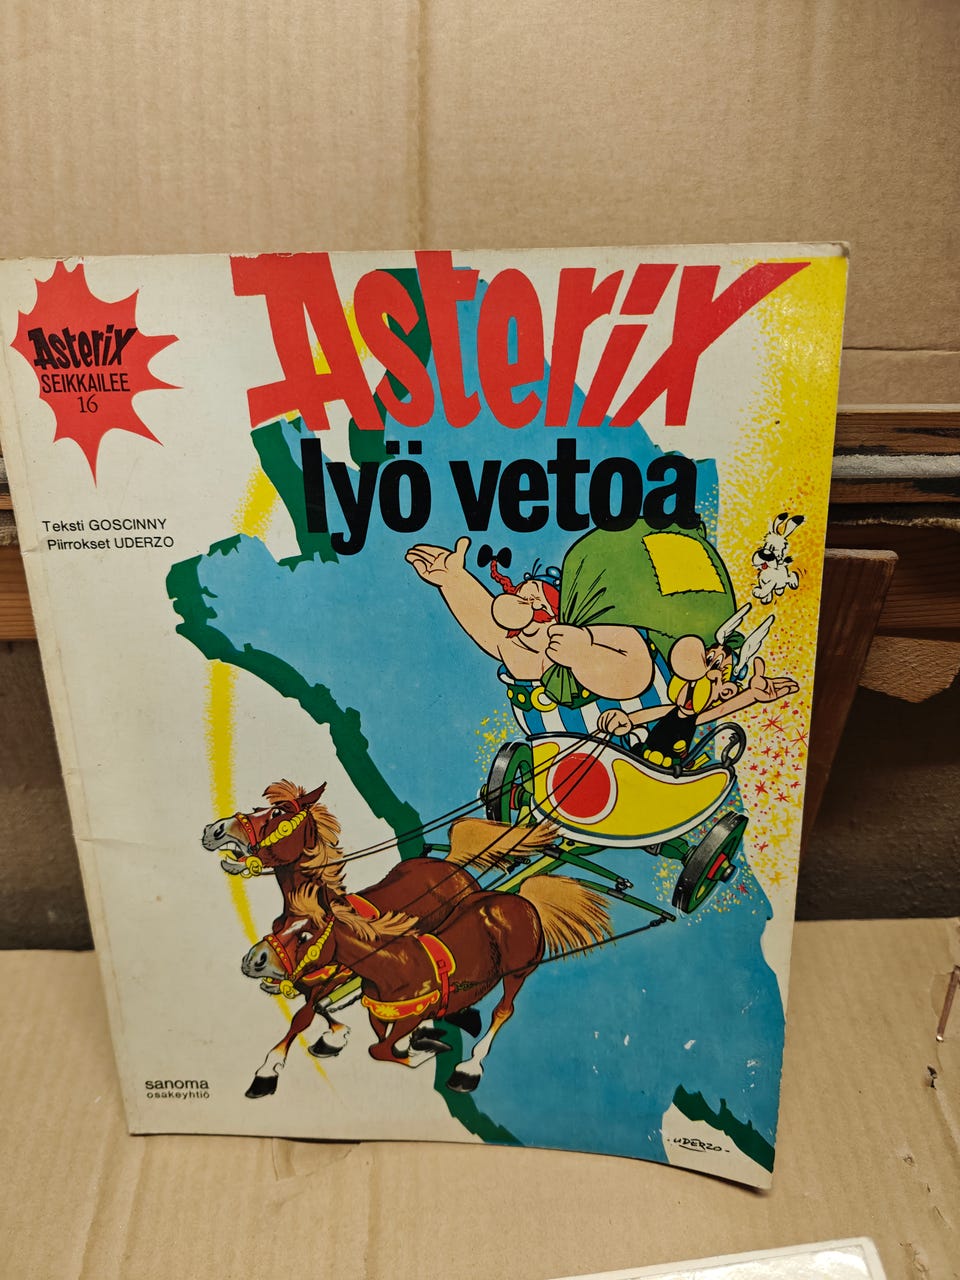 Asterix
SEIKKAILEE
16
Asterix
lyö vetoa
Teksti GOSCINNY
Piirrokset UDERZO
sanoma
osakeyhtiö
UDERZO